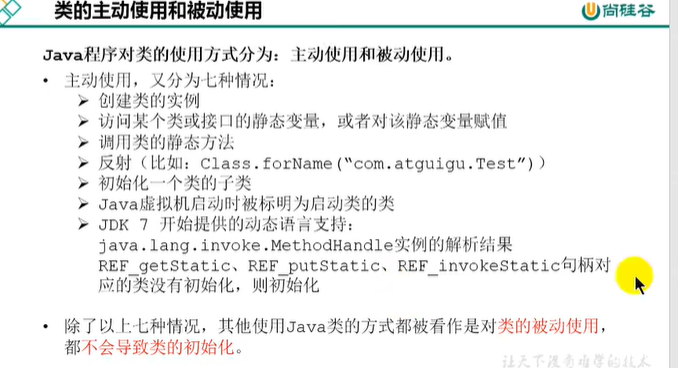 类的主动使用和被动使用
尚硅谷
Java程序对类的使用方式分为：主动使用和被动使用。
• 主动使用，又分为七种情况：
➢ 创建类的实例
➢ 访问某个类或接口的静态变量，或者对该静态变量赋值
➢ 调用类的静态方法
➢ 反射（比如：Class.forName(“com.atguigu.Test”)）
➢ 初始化一个类的子类
➢ Java虚拟机启动时被标明为启动类的类
➢ JDK 7 开始提供的动态语言支持：
java.lang.invoke.MethodHandle实例的解析结果
REF_getStatic、REF_putStatic、REF_invokeStatic句柄对
应的类没有初始化，则初始化
• 除了以上七种情况，其他使用Java类的方式都被看作是对类的被动使用，
都不会导致类的初始化。
让天下没有难学的技术